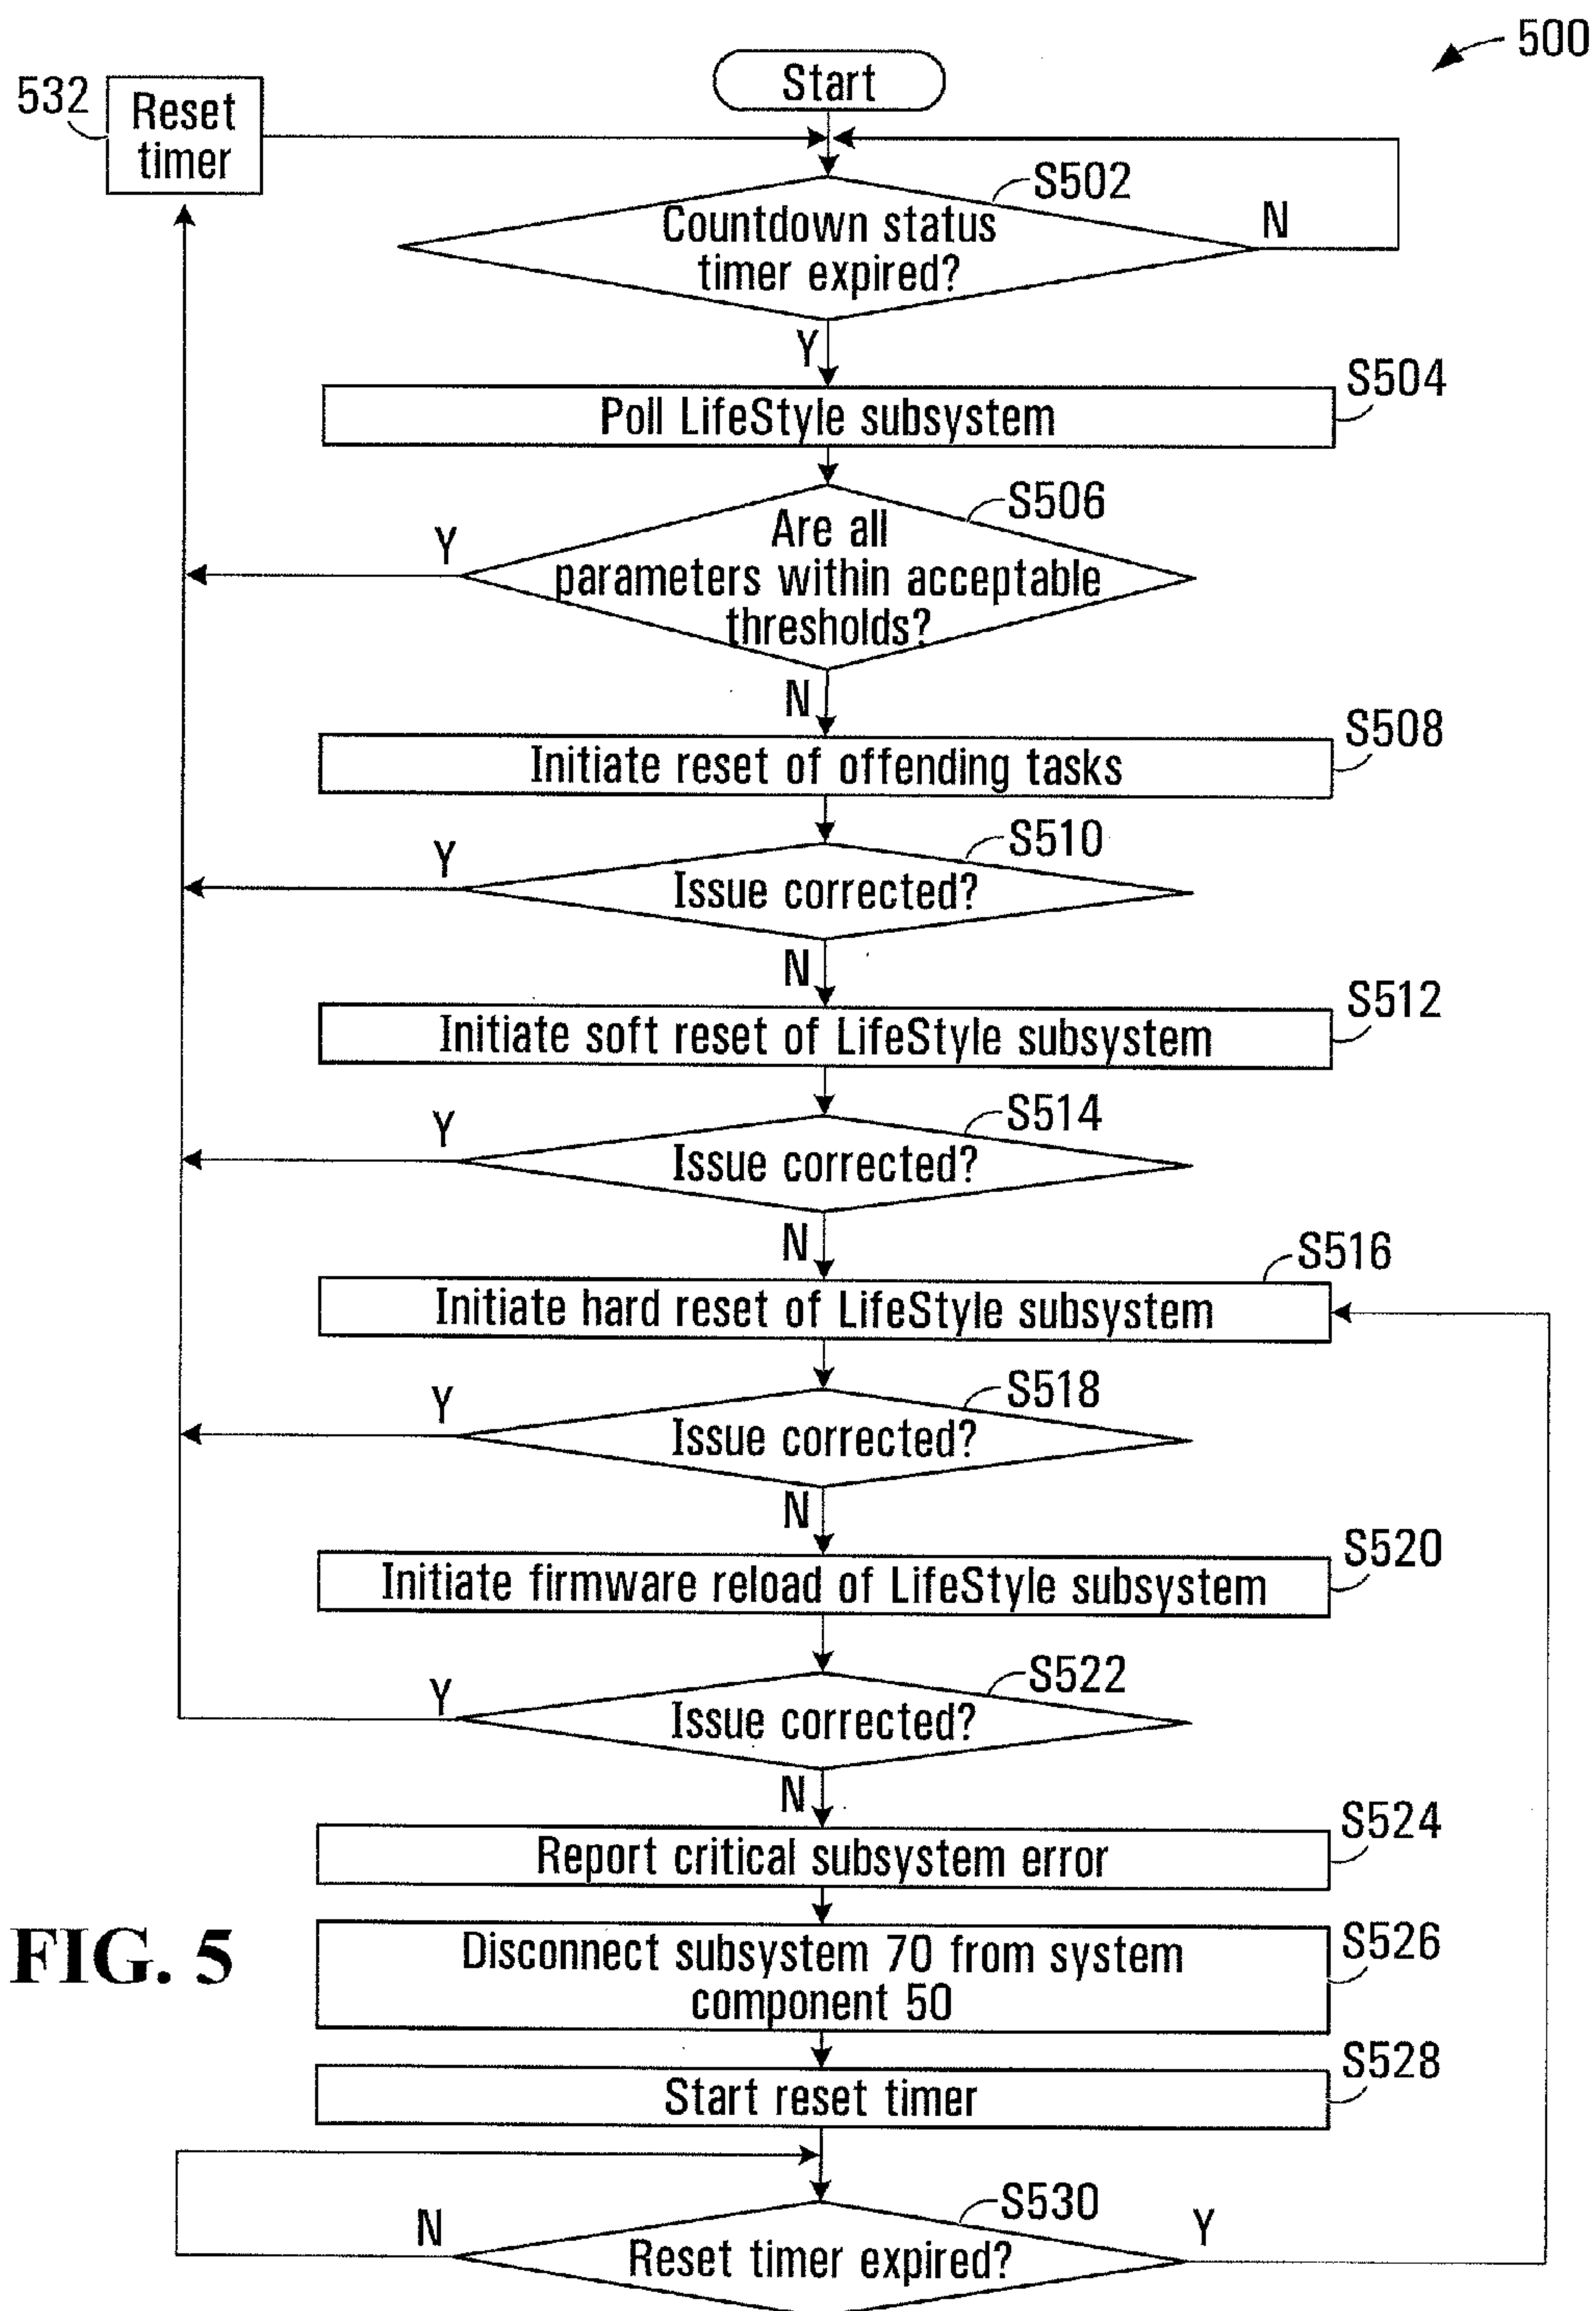 500
Start
532
Reset
timer
S502
Countdown status
timer expired?
N
Y
S504
Poll LifeStyle subsystem
S506
Y
Are all
parameters within acceptable
thresholds?
N
S508
Initiate reset of offending tasks
S510
Y
Issue corrected?
N
S512
Initiate soft reset of LifeStyle subsystem
S514
Y
Issue corrected?
N
S516
Initiate hard reset of LifeStyle subsystem
S518
Y
Issue corrected?
N
S520
Initiate firmware reload of LifeStyle subsystem
S522
Y
Issue corrected?
N
S524
Report critical subsystem error
FIG. 5
S526
Disconnect subsystem 70 from system
component 50
S528
Start reset timer
S530
N
Y
Reset timer expired?